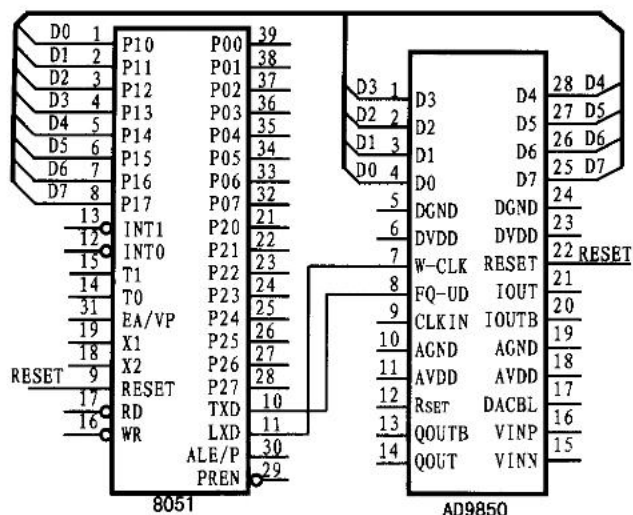 D0 1 P10 P00 39
D1 2 P11 P01 38
D2 3 P12 P02 37
D3 4 P13 P03 36
D4 5 P14 P04 35
D5 6 P15 P05 34
D6 7 P16 P06 33
D7 8 P17 P07 32
13 INT1 P20 21
12 INT0 P21 22
15 T1 P22 23
14 T0 P23 24
31 EA/VP P24 25
19 X1 P25 26
18 X2 P26 27
RESET 9 RESET P27 28
17 RD TXD 10
16 WR LXD 11
ALE/P 30
PREN 29
8051
D3 1 D3 D4 28 D4
D2 2 D2 D5 27 D5
D1 3 D1 D6 26 D6
D0 4 D0 D7 25 D7
5 DGND DGND 24
6 DVDD DVDD 23
7 W-CLK RESET 22 RESET
8 FQ-UD IOUT 21
9 CLKIN IOUTB 20
10 AGND AGND 19
11 AVDD AVDD 18
12 RSET DACBL 17
13 QOUTB VINP 16
14 QOUT VINN 15
AD9850